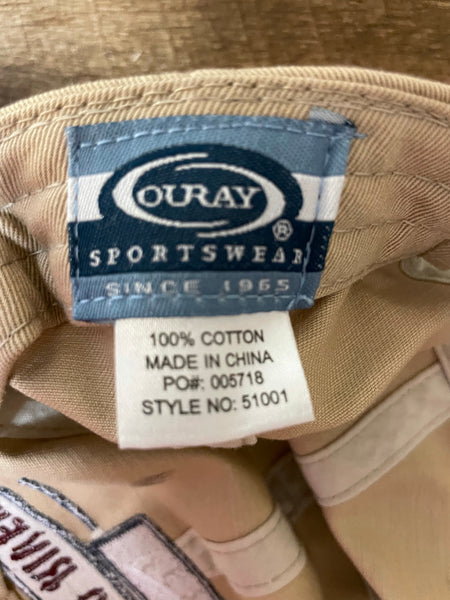 OURAY
®
SPORTSWEAR
SINCE 1965
100% COTTON
MADE IN CHINA
PO#: 005718
STYLE NO: 51001